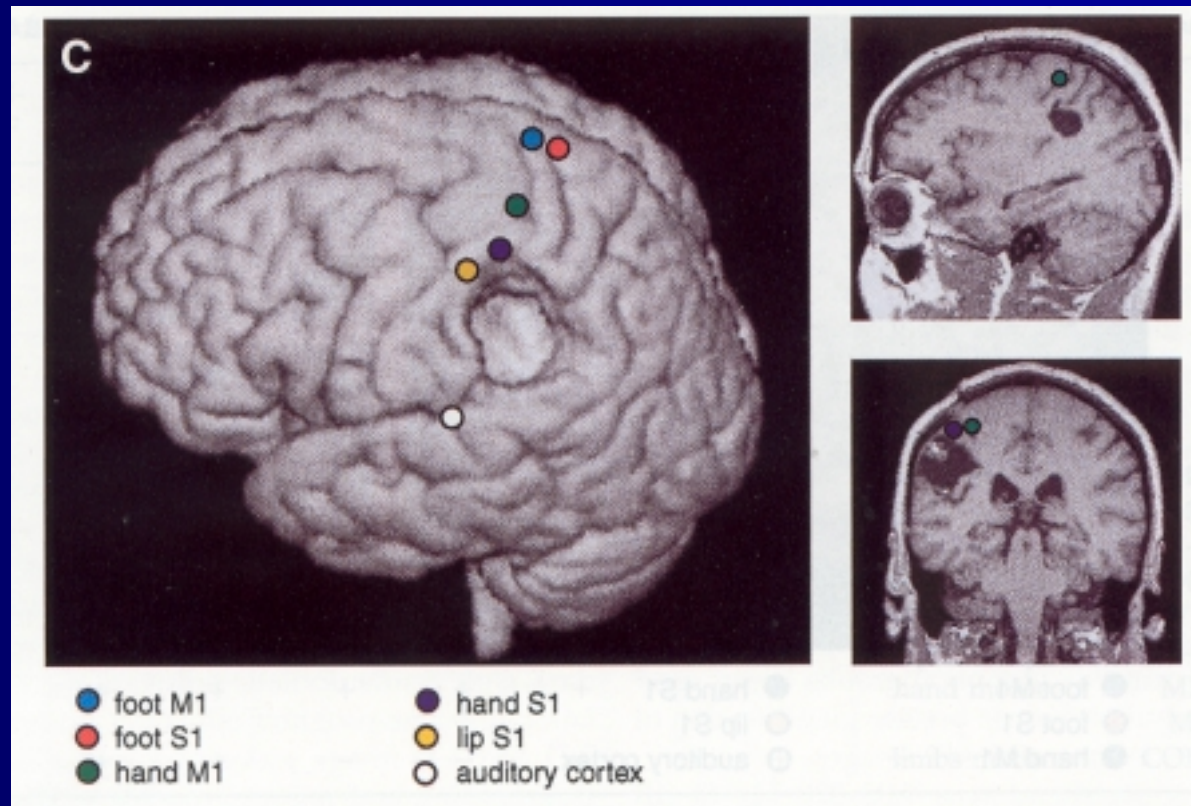 C
foot M1
foot S1
hand M1
hand S1
lip S1
auditory cortex